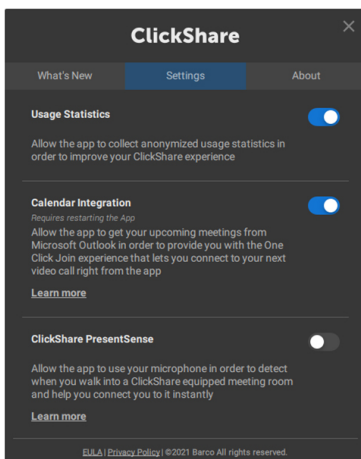 ClickShare
What's New
Settings
About
Usage Statistics
Allow the app to collect anonymized usage statistics in
order to improve your ClickShare experience
Calendar Integration
Requires restarting the App
Allow the app to get your upcoming meetings from
Microsoft Outlook in order to provide you with the One
Click Join experience that lets you connect to your next
video call right from the app
Learn more
ClickShare PresentSense
Allow the app to use your microphone in order to detect
when you walk into a ClickShare equipped meeting room
and help you connect you to it instantly
Learn more
EULA | Privacy Policy | ©2021 Barco All rights reserved.